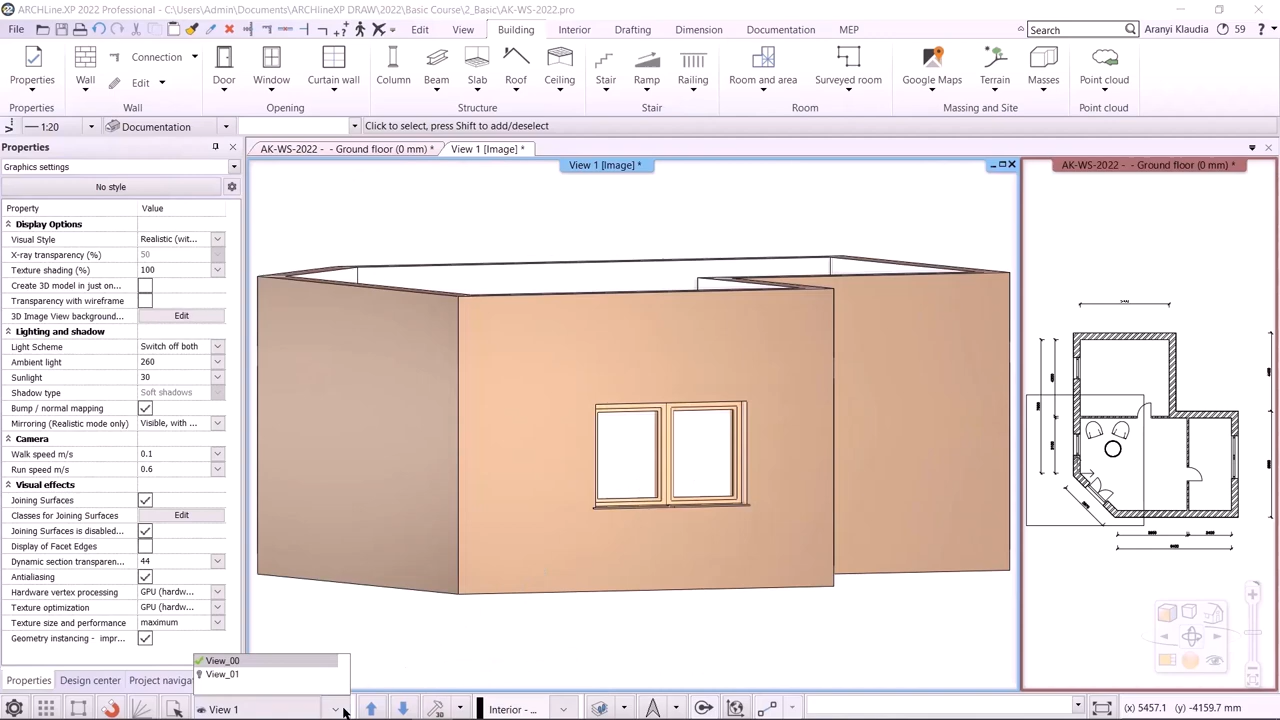 ARCHLine.XP 2022 Professional - C:\Users\Admin\Documents\ARCHlineXP DRAW\2022\Basic Course\2_Basic\AK-WS-2022.pro
File
Edit
View
Building
Interior
Drafting
Dimension
Documentation
MEP
Search
Aranyi Klaudia
59
Properties
Wall
Connection
Edit
Door
Window
Curtain wall
Column
Beam
Slab
Roof
Ceiling
Stair
Ramp
Railing
Room and area
Surveyed room
Google Maps
Terrain
Masses
Point cloud
Properties
Wall
Opening
Structure
Stair
Room
Massing and Site
Point cloud
1:20
Documentation
Click to select, press Shift to add/deselect
Properties
AK-WS-2022 - - Ground floor (0 mm) *
View 1 [Image] *
Graphics settings
View 1 [Image] *
AK-WS-2022 - - Ground floor (0 mm) *
No style
Property Value
Display Options
Visual Style Realistic (wit...
X-ray transparency (%) 50
Texture shading (%) 100
Create 3D model in just on...
Transparency with wireframe
3D Image View background... Edit
Lighting and shadow
Light Scheme Switch off both
Ambient light 260
Sunlight 30
Shadow type Soft shadows
Bump / normal mapping
Mirroring (Realistic mode only) Visible, with ...
Camera
Walk speed m/s 0.1
Run speed m/s 0.6
Visual effects
Joining Surfaces
Classes for Joining Surfaces Edit
Joining Surfaces is disabled...
Display of Facet Edges
Dynamic section transparen... 44
Antialiasing
Hardware vertex processing GPU (hardw...
Texture optimization GPU (hardw...
Texture size and performance maximum
Geometry instancing - impr...
View_00
View_01
Properties
Design center
Project naviga
View 1
30
Interior - ...
(x) 5457.1 (y) -4159.7 mm